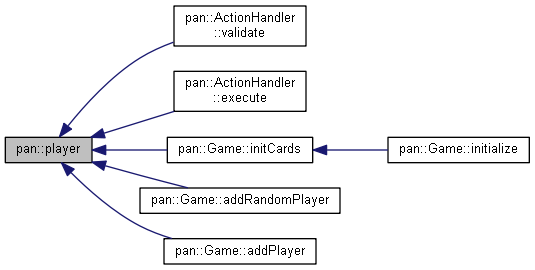 pan::ActionHandler
::validate
pan::ActionHandler
::execute
pan::player
pan::Game::initCards
pan::Game::initialize
pan::Game::addRandomPlayer
pan::Game::addPlayer